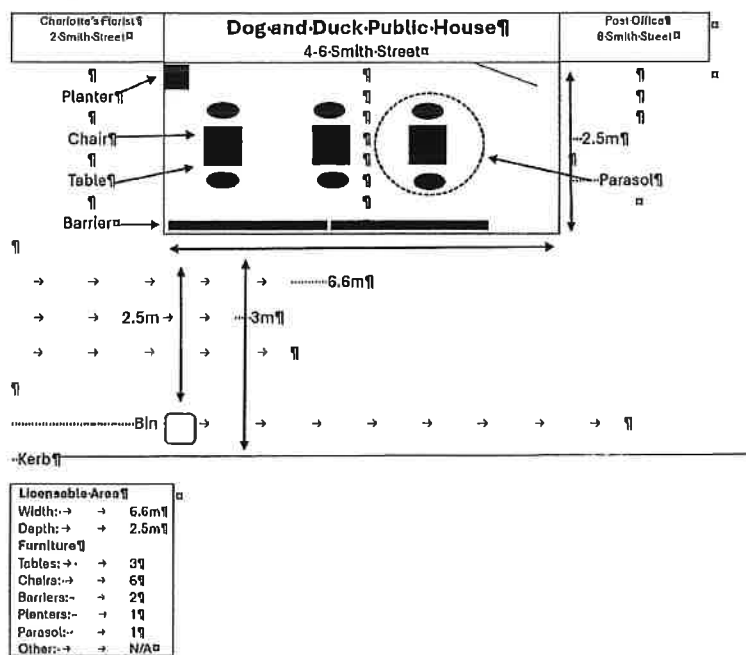 Charlotte's Florist¶
2 Smith Street¤
Dog·and·Duck·Public·House¶
4-6·Smith·Street¤
Post·Office¶
8·Smith·Street¤
Planter¶
Chair¶
2.5m¶
Table¶
Parasol¶
Barrier¤
6.6m¶
2.5m
3m¶
Bin
Kerb¶
Licensable·Area¶
Width: 6.6m¶
Depth: 2.5m¶
Furniture¶
Tables: 3¶
Chairs: 6¶
Barriers: 2¶
Planters: 1¶
Parasol: 1¶
Other: N/A¤